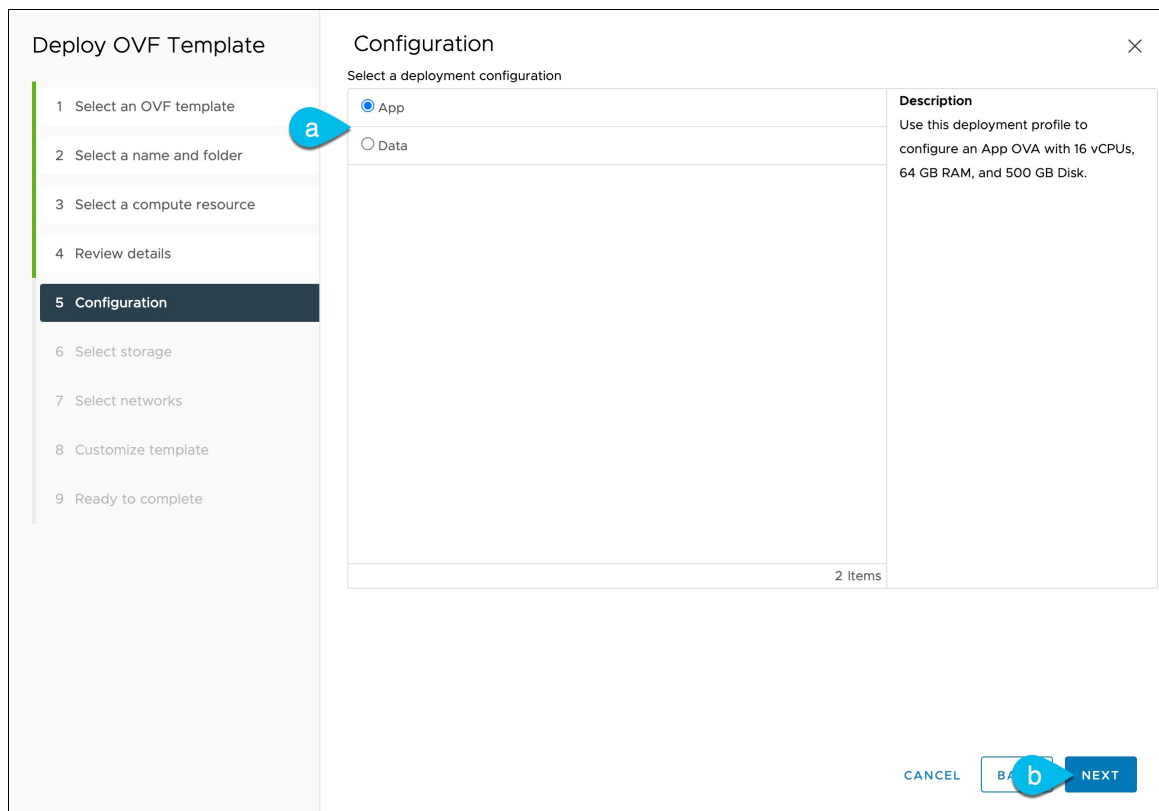 Deploy OVF Template
1 Select an OVF template
2 Select a name and folder
3 Select a compute resource
4 Review details
5 Configuration
6 Select storage
7 Select networks
8 Customize template
9 Ready to complete
Configuration
Select a deployment configuration
a
App
Data
2 Items
Description
Use this deployment profile to
configure an App OVA with 16 vCPUs,
64 GB RAM, and 500 GB Disk.
CANCEL
b
NEXT